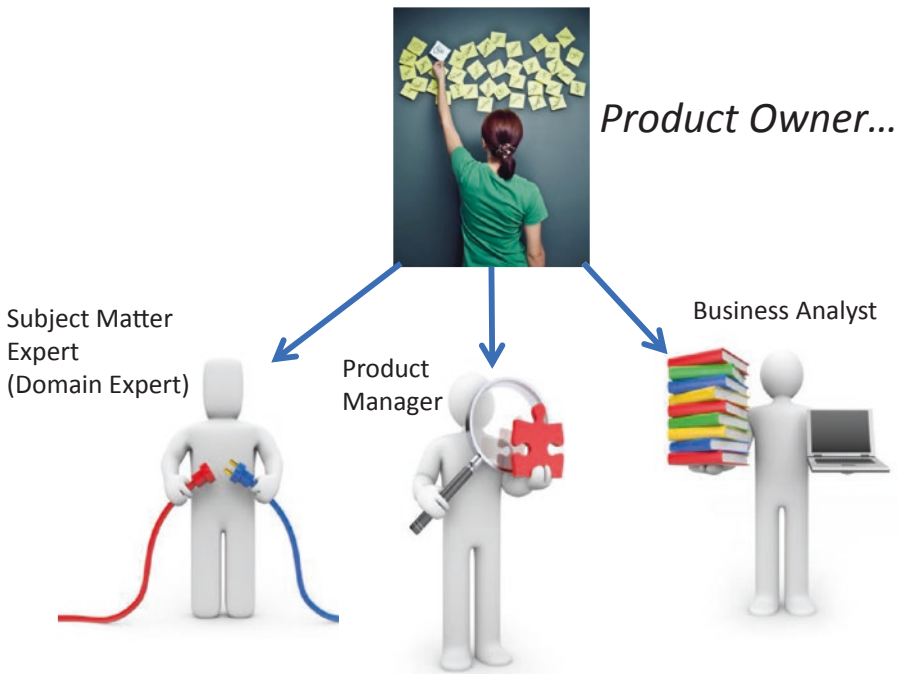 Product Owner...
Subject Matter
Expert
(Domain Expert)
Product
Manager
Business Analyst